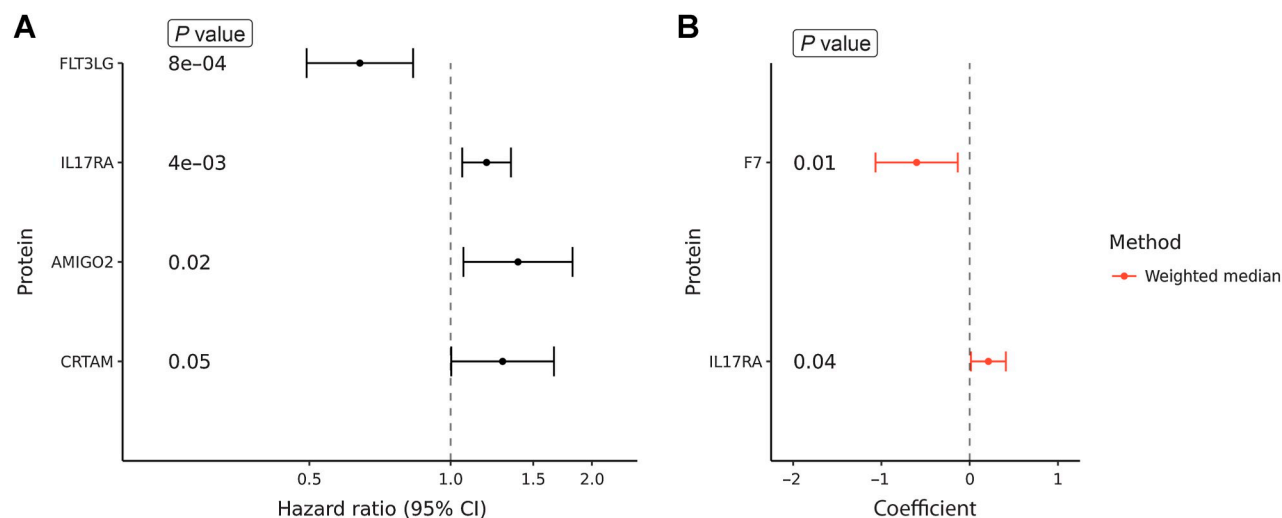 A
P value
FLT3LG
8e–04
IL17RA
4e–03
AMIGO2
0.02
CRTAM
0.05
Protein
0.5
1.0
1.5
2.0
Hazard ratio (95% CI)
B
P value
F7
0.01
IL17RA
0.04
Protein
–2
–1
0
1
Coefficient
Method
Weighted median